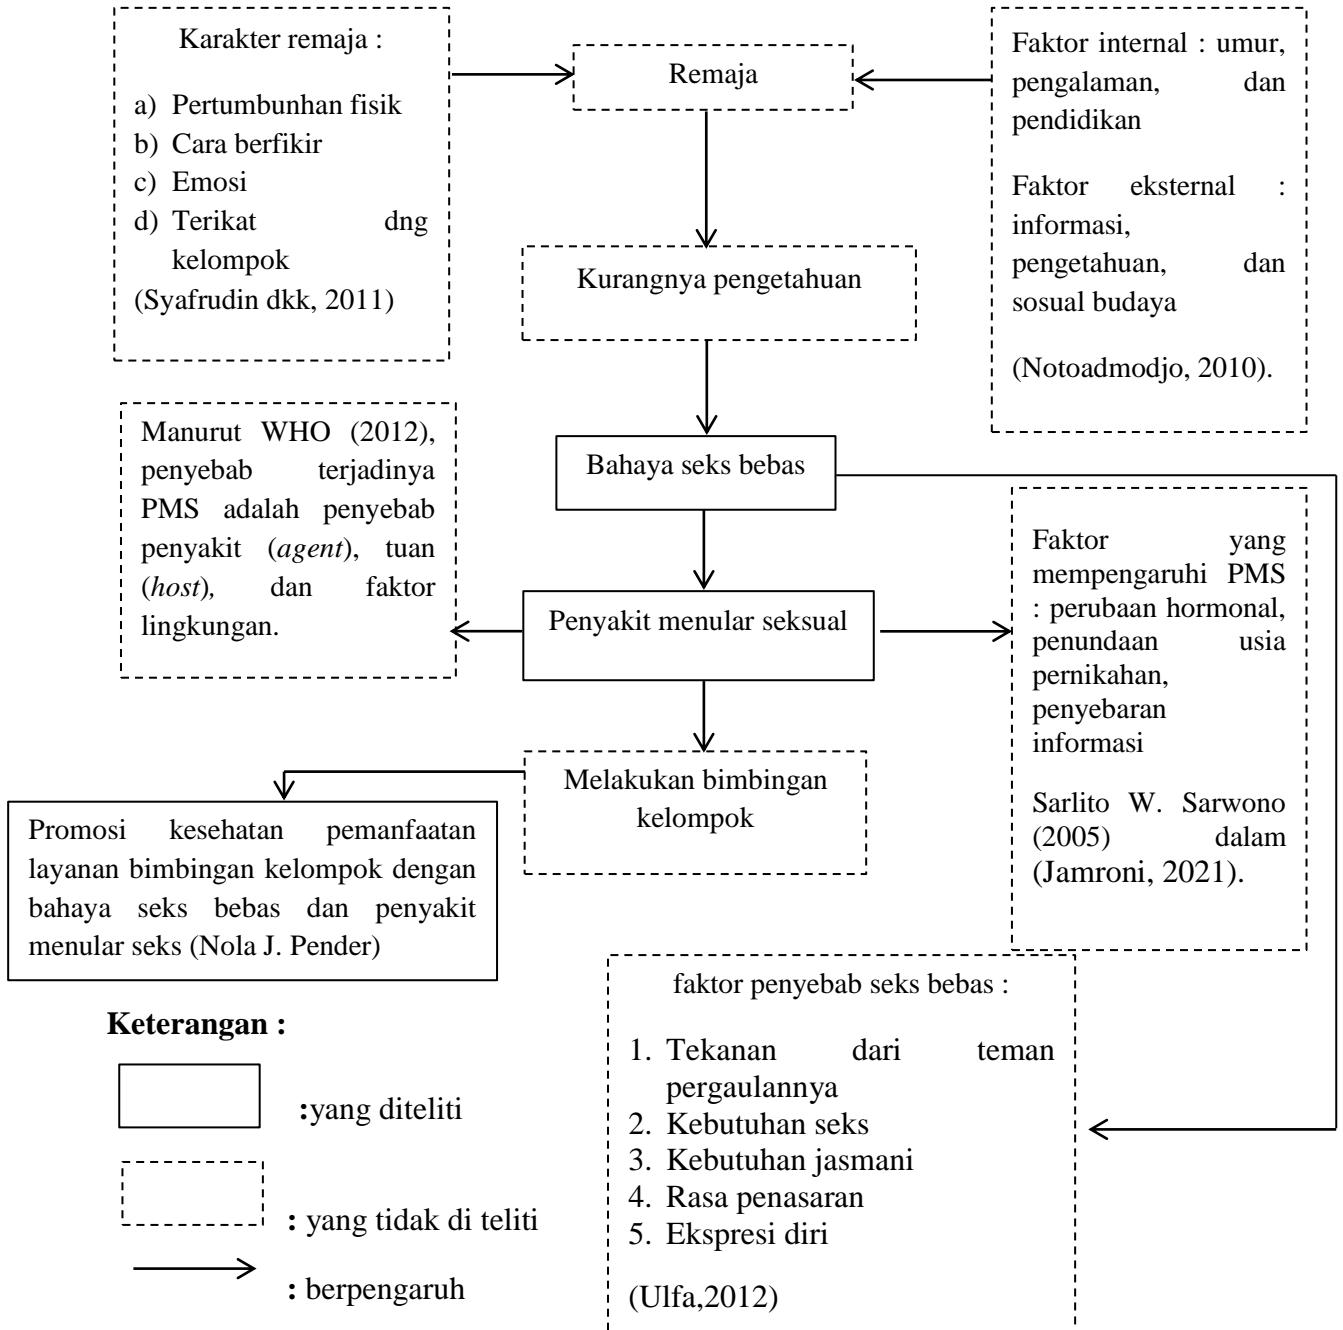 Karakter remaja :
a) Pertumbunhan fisik
b) Cara berfikir
c) Emosi
d) Terikat dng
kelompok
(Syafrudin dkk, 2011)
Remaja
Faktor internal : umur,
pengalaman, dan
pendidikan
Faktor eksternal :
informasi,
pengetahuan, dan
sosual budaya
(Notoadmodjo, 2010).
Kurangnya pengetahuan
Manurut WHO (2012),
penyebab terjadinya
PMS adalah penyebab
penyakit (agent), tuan
(host), dan faktor
lingkungan.
Bahaya seks bebas
Penyakit menular seksual
Faktor yang
mempengaruhi PMS
: perubaan hormonal,
penundaan usia
pernikahan,
penyebaran
informasi
Sarlito W. Sarwono
(2005) dalam
(Jamroni, 2021).
Melakukan bimbingan
kelompok
Promosi kesehatan pemanfaatan
layanan bimbingan kelompok dengan
bahaya seks bebas dan penyakit
menular seks (Nola J. Pender)
faktor penyebab seks bebas :
1. Tekanan dari teman
pergaulannya
2. Kebutuhan seks
3. Kebutuhan jasmani
4. Rasa penasaran
5. Ekspresi diri
(Ulfa,2012)
Keterangan :
:yang diteliti
: yang tidak di teliti
: berpengaruh